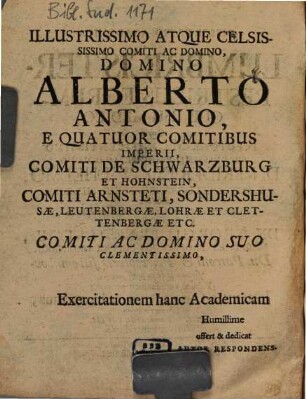 Bibl. Jud. 1171
ILLUSTRISSIMO ATQUE CELSIS-
SISSIMO COMITI AC DOMINO,
DOMINO
ALBERTO
ANTONIO,
E QUATUOR COMITIBUS
IMPERII,
COMITI DE SCHWARZBURG
ET HOHNSTEIN,
COMITI ARNSTETI, SONDERSHU-
SÆ, LEUTENBERGÆ, LOHRÆ ET CLET-
TENBERGÆ ETC.
COMITI AC DOMINO SUO
CLEMENTISSIMO,
Exercitationem hanc Academicam
Humillime
offert & dedicat
RESPONDENS.